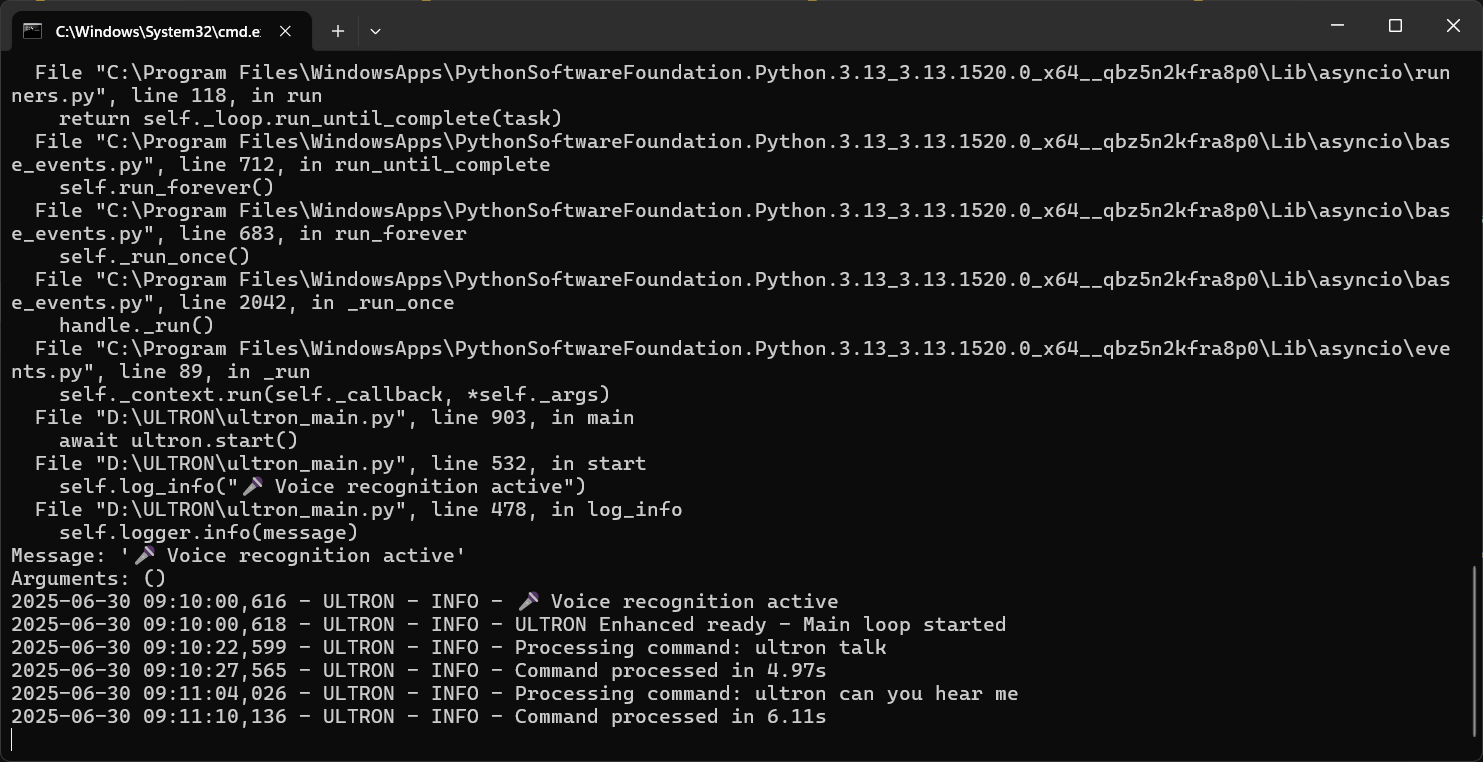 C:\Windows\System32\cmd.e
File "C:\Program Files\WindowsApps\PythonSoftwareFoundation.Python.3.13_3.13.1520.0_x64__qbz5n2kfra8p0\Lib\asyncio\run
ners.py", line 118, in run
return self._loop.run_until_complete(task)
File "C:\Program Files\WindowsApps\PythonSoftwareFoundation.Python.3.13_3.13.1520.0_x64__qbz5n2kfra8p0\Lib\asyncio\bas
e_events.py", line 712, in run_until_complete
self.run_forever()
File "C:\Program Files\WindowsApps\PythonSoftwareFoundation.Python.3.13_3.13.1520.0_x64__qbz5n2kfra8p0\Lib\asyncio\bas
e_events.py", line 683, in run_forever
self._run_once()
File "C:\Program Files\WindowsApps\PythonSoftwareFoundation.Python.3.13_3.13.1520.0_x64__qbz5n2kfra8p0\Lib\asyncio\bas
e_events.py", line 2042, in _run_once
handle._run()
File "C:\Program Files\WindowsApps\PythonSoftwareFoundation.Python.3.13_3.13.1520.0_x64__qbz5n2kfra8p0\Lib\asyncio\eve
nts.py", line 89, in _run
self._context.run(self._callback, *self._args)
File "D:\ULTRON\ultron_main.py", line 903, in main
await ultron.start()
File "D:\ULTRON\ultron_main.py", line 532, in start
self.log_info("🎤 Voice recognition active")
File "D:\ULTRON\ultron_main.py", line 478, in log_info
self.logger.info(message)
Message: '🎤 Voice recognition active'
Arguments: ()
2025-06-30 09:10:00,616 - ULTRON - INFO - 🎤 Voice recognition active
2025-06-30 09:10:00,618 - ULTRON - INFO - ULTRON Enhanced ready - Main loop started
2025-06-30 09:10:22,599 - ULTRON - INFO - Processing command: ultron talk
2025-06-30 09:10:27,565 - ULTRON - INFO - Command processed in 4.97s
2025-06-30 09:11:04,026 - ULTRON - INFO - Processing command: ultron can you hear me
2025-06-30 09:11:10,136 - ULTRON - INFO - Command processed in 6.11s